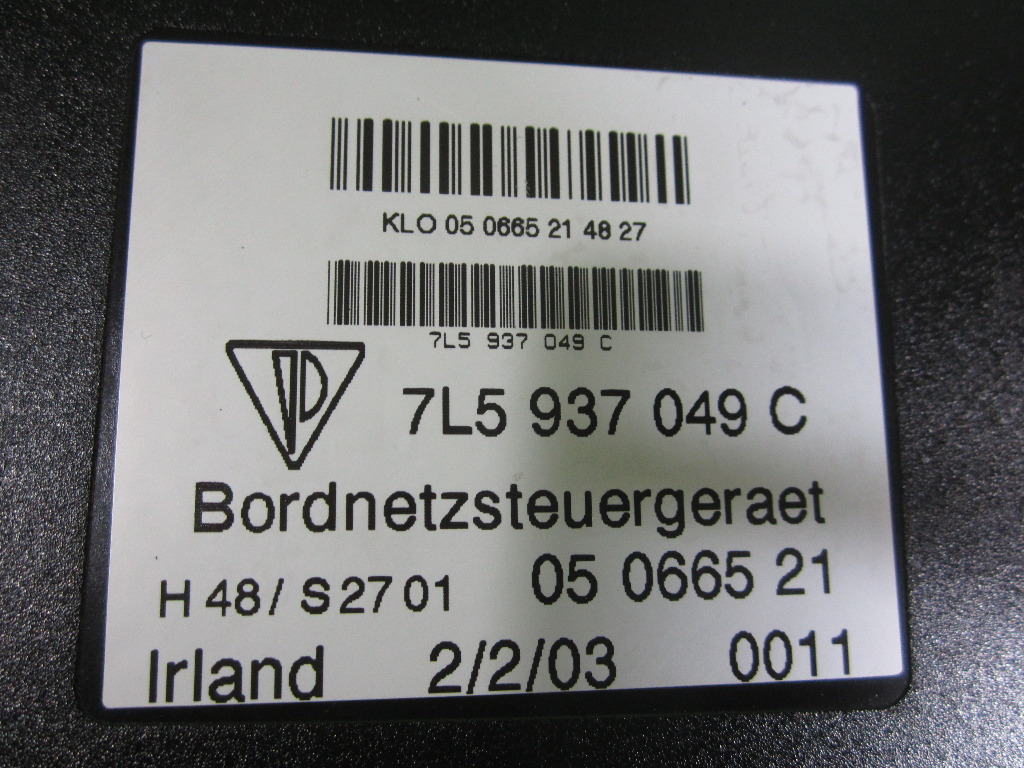 KLO 05 0665 21 48 27
7L5 937 049 C
7L5 937 049 C
Bordnetzsteuergeraet
H 48/ S 27 01 05 0665 21
Irland 2/2/03 0011